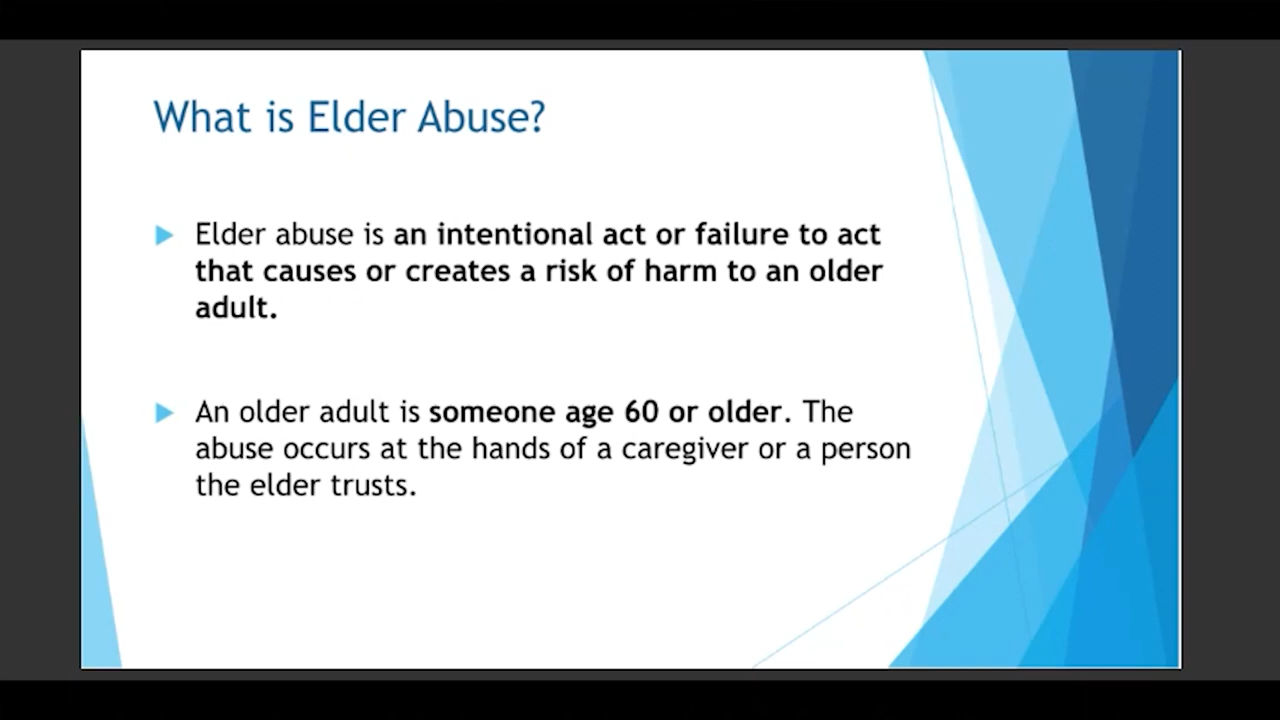 What is Elder Abuse?
Elder abuse is an intentional act or failure to act
that causes or creates a risk of harm to an older
adult.
An older adult is someone age 60 or older. The
abuse occurs at the hands of a caregiver or a person
the elder trusts.